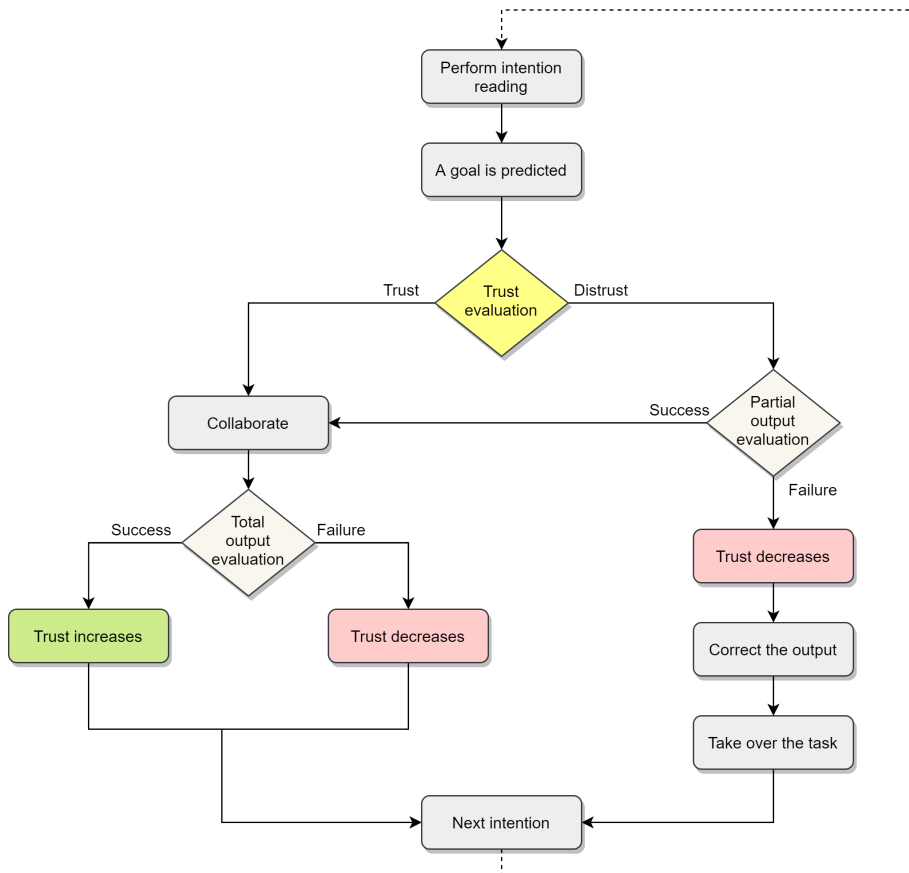 Perform intention
reading
A goal is predicted
Trust
Trust
evaluation
Distrust
Collaborate
Success
Partial
output
evaluation
Failure
Success
Total
output
evaluation
Failure
Trust decreases
Trust increases
Trust decreases
Correct the output
Take over the task
Next intention